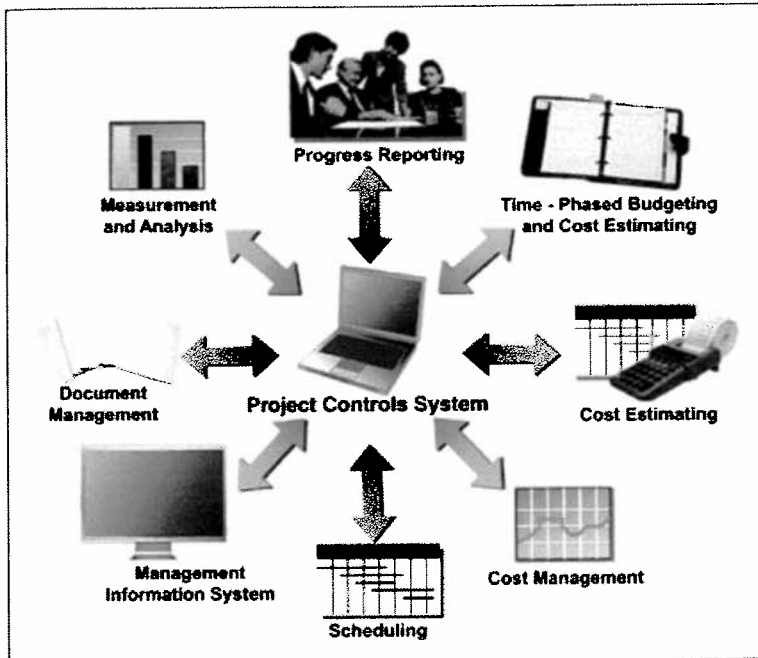 Progress Reporting
Measurement
and Analysis
Time - Phased Budgeting
and Cost Estimating
Document
Management
Project Controls System
Cost Estimating
Management
Information System
Scheduling
Cost Management